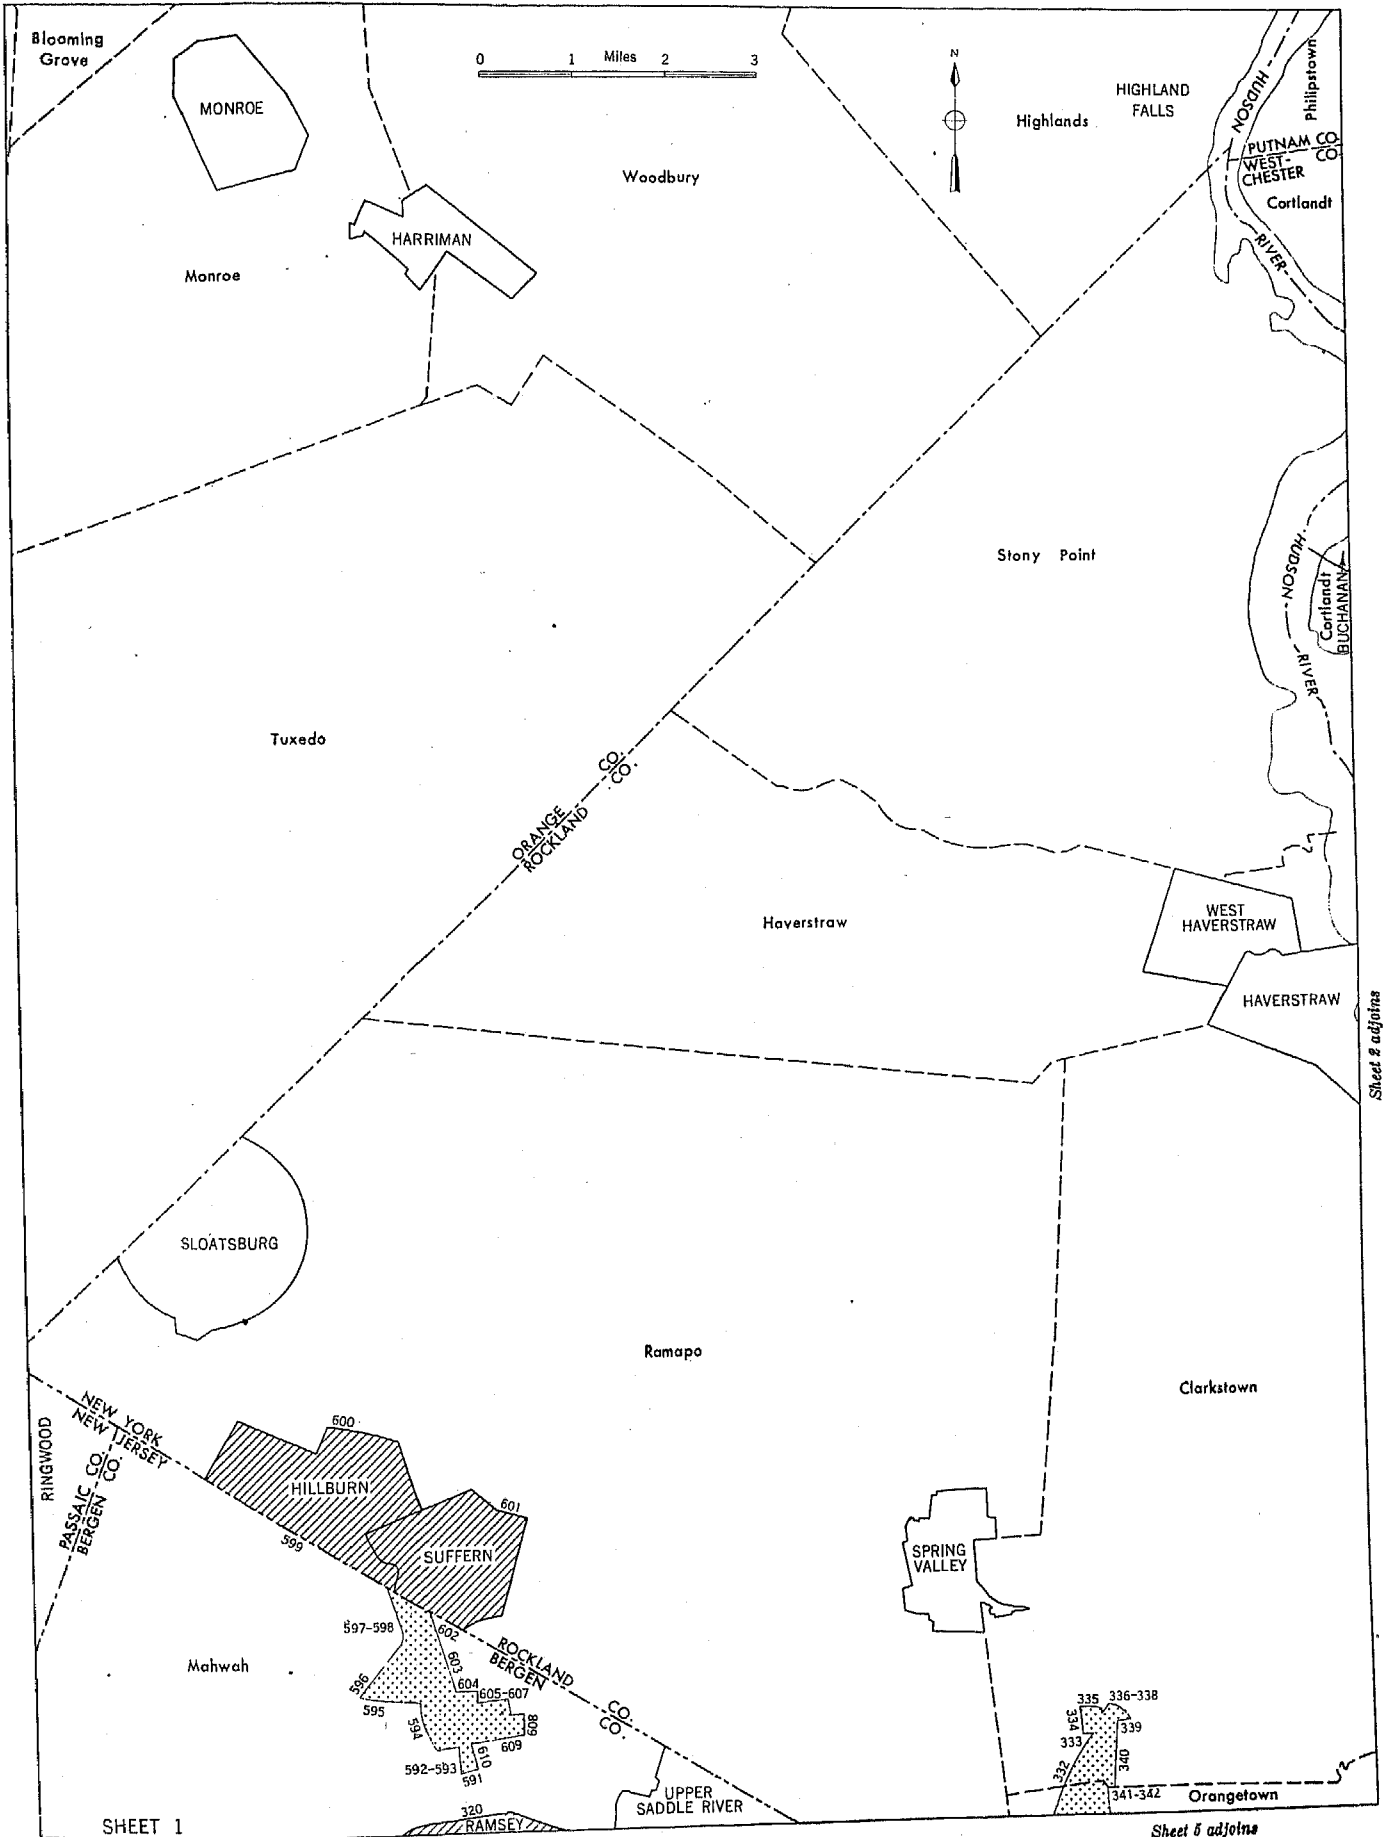 Blooming
Grove
MONROE
0 1 Miles 2 3
N
Highlands
HIGHLAND
FALLS
HUDSON
Philipstown
PUTNAM CO.
WEST-
CHESTER
CO.
Cortlandt
RIVER
Woodbury
HARRIMAN
Monroe
Stony Point
HUDSON
RIVER
Cortlandt
BUCHANAN
Tuxedo
ORANGE CO.
ROCKLAND CO.
Haverstraw
WEST
HAVERSTRAW
HAVERSTRAW
Sheet 2 adjoins
SLOATSBURG
Ramapo
Clarkstown
NEW YORK
NEW JERSEY
RINGWOOD
PASSAIC CO.
BERGEN CO.
600
HILLBURN
599
601
SUFFERN
SPRING
VALLEY
597-598
602
603
604
605-607
608
609
610
591
592-593
594
595
596
Mahwah
ROCKLAND CO.
BERGEN CO.
335
336-338
334
339
333
340
332
341-342
Orangetown
UPPER
SADDLE RIVER
320
RAMSEY
SHEET 1
Sheet 5 adjoins